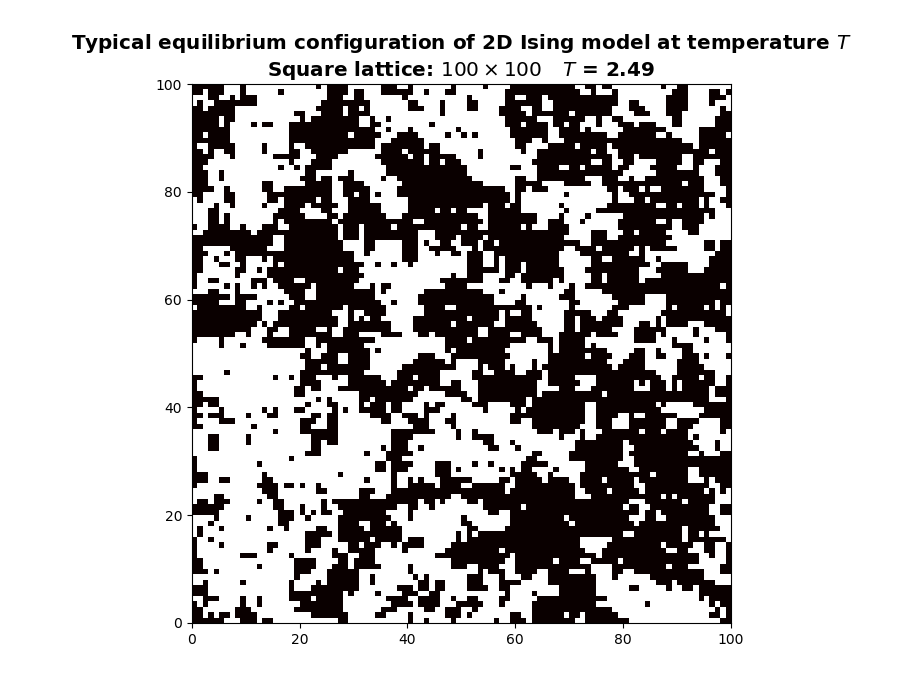 Typical equilibrium configuration of 2D Ising model at temperature T
Square lattice: 100 × 100 T = 2.49
100
80
60
40
20
0
0 20 40 60 80 100